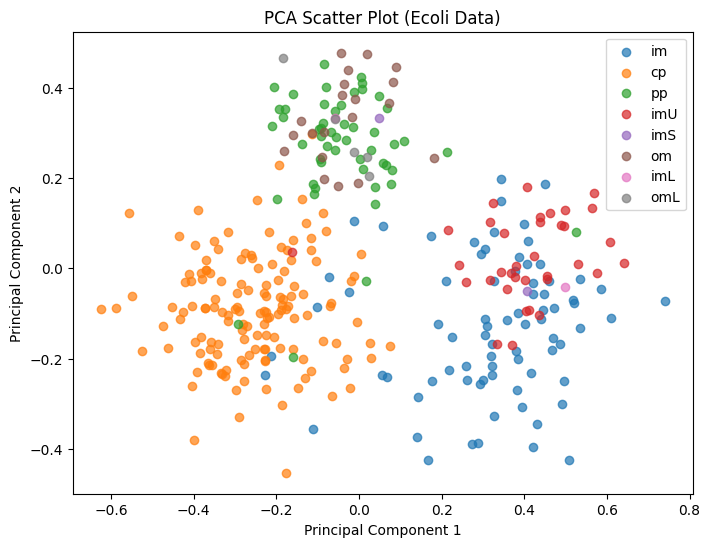 PCA Scatter Plot (Ecoli Data)
im
cp
pp
imU
imS
om
imL
omL
0.4
0.2
0.0
−0.2
−0.4
Principal Component 2
−0.6
−0.4
−0.2
0.0
0.2
0.4
0.6
0.8
Principal Component 1